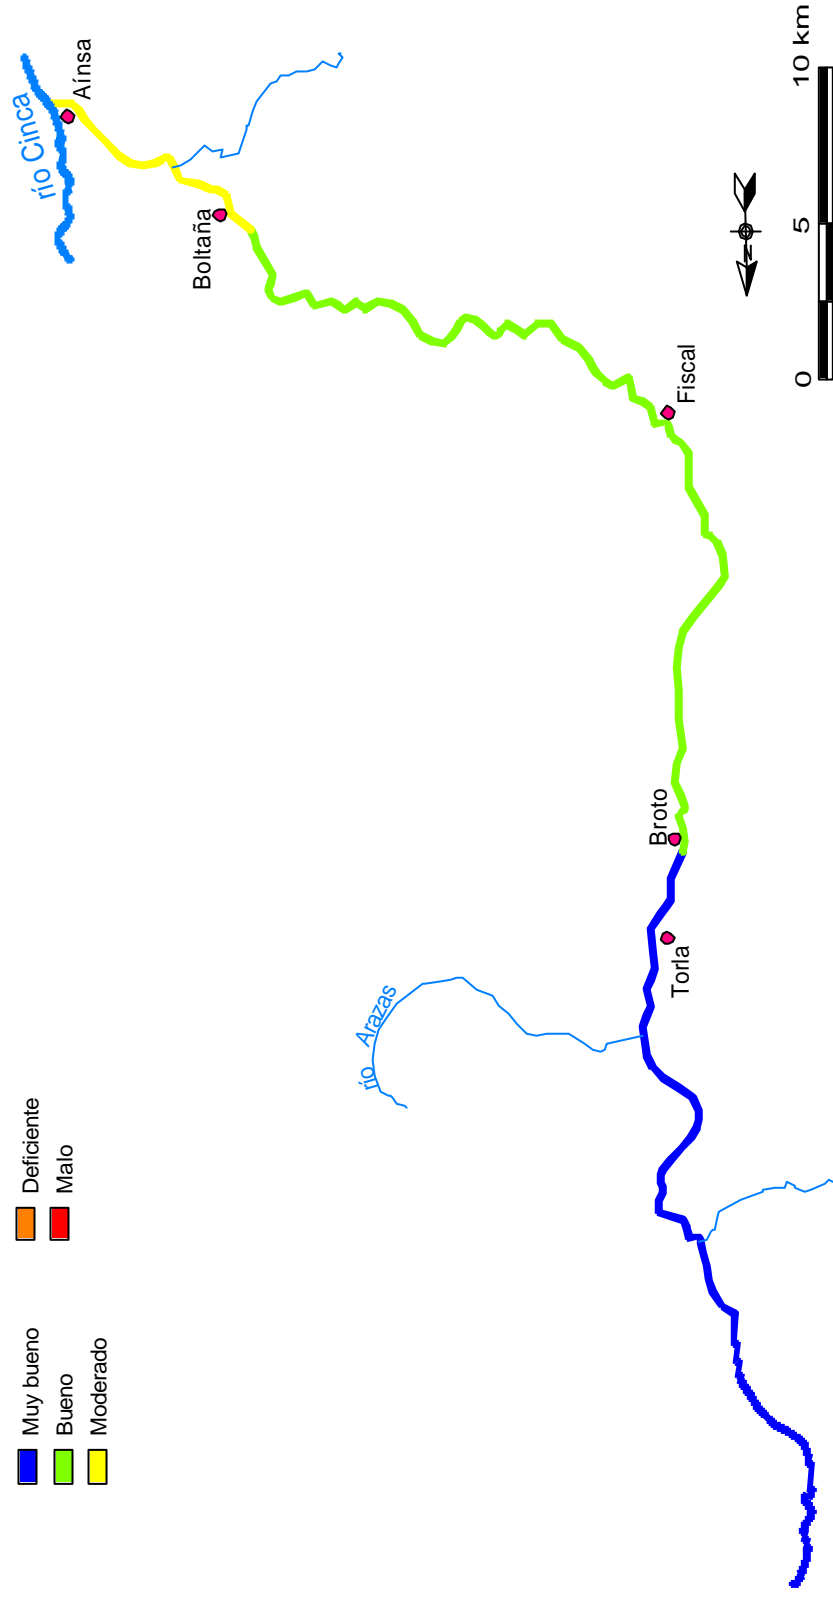 río Cinca
Aínsa
Boltaña
Fiscal
Broto
Torla
río Arazas
Muy bueno
Bueno
Moderado
Deficiente
Malo
N
0 5 10 km